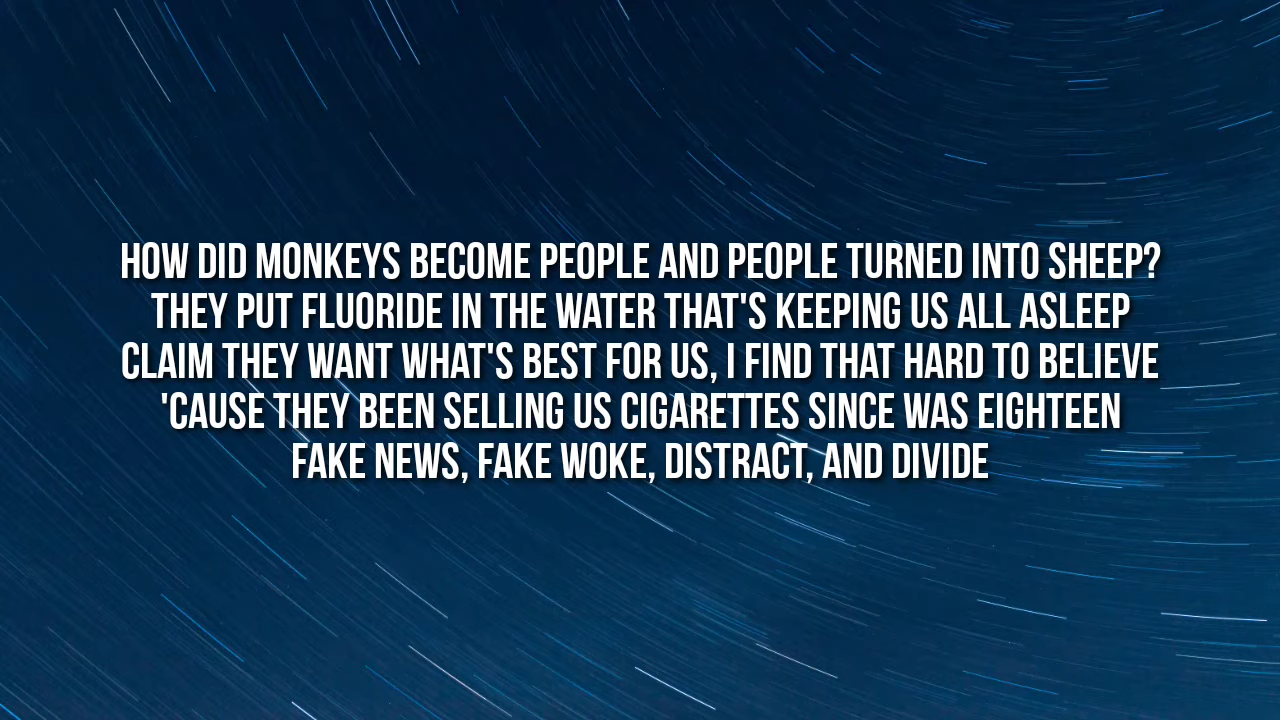 HOW DID MONKEYS BECOME PEOPLE AND PEOPLE TURNED INTO SHEEP?
THEY PUT FLUORIDE IN THE WATER THAT'S KEEPING US ALL ASLEEP
CLAIM THEY WANT WHAT'S BEST FOR US, I FIND THAT HARD TO BELIEVE
'CAUSE THEY BEEN SELLING US CIGARETTES SINCE WAS EIGHTEEN
FAKE NEWS, FAKE WOKE, DISTRACT, AND DIVIDE